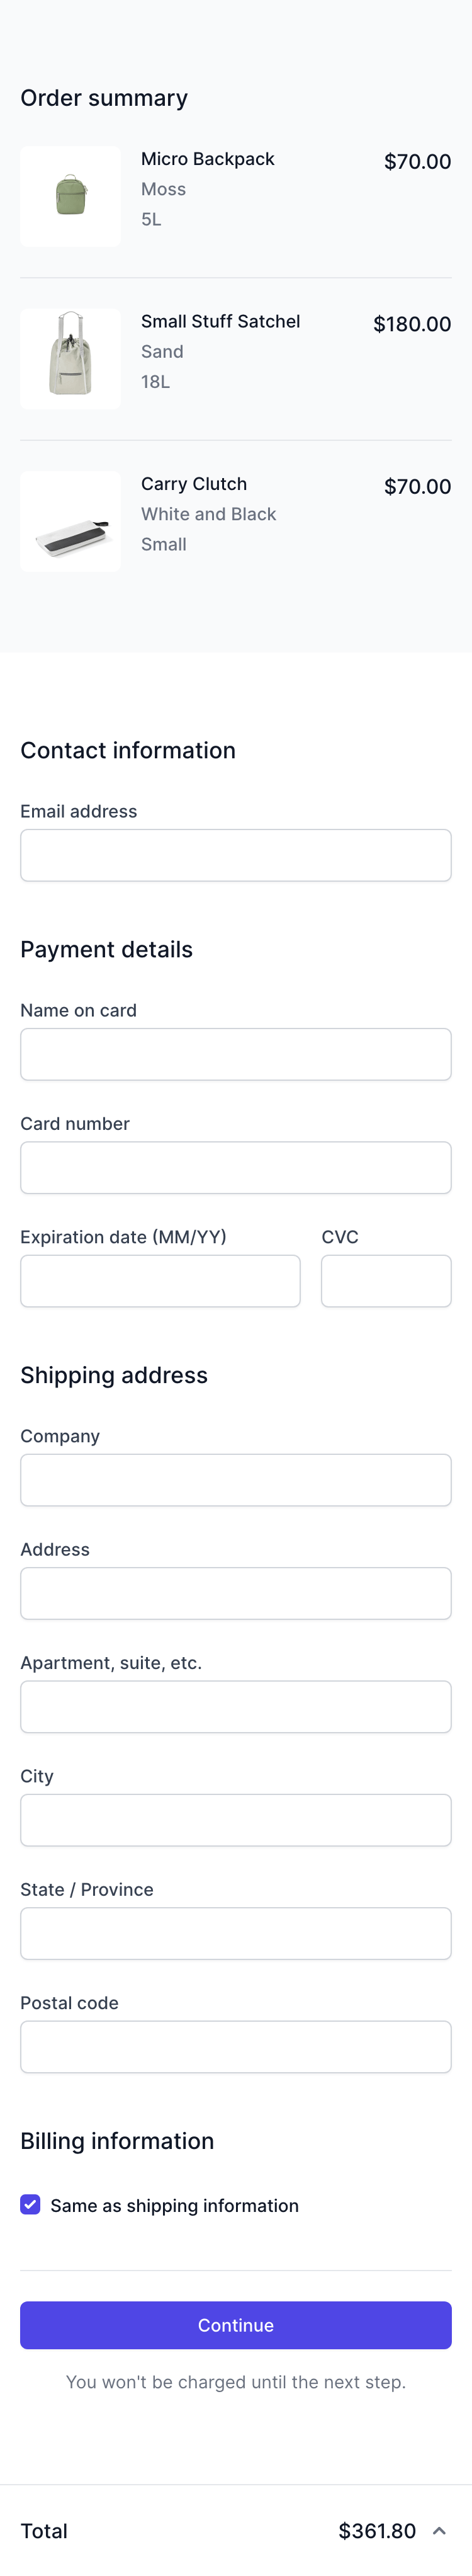 Order summary
Micro Backpack $70.00
Moss
5L
Small Stuff Satchel $180.00
Sand
18L
Carry Clutch $70.00
White and Black
Small
Contact information
Email address
Payment details
Name on card
Card number
Expiration date (MM/YY) CVC
Shipping address
Company
Address
Apartment, suite, etc.
City
State / Province
Postal code
Billing information
Same as shipping information
Continue
You won't be charged until the next step.
Total $361.80